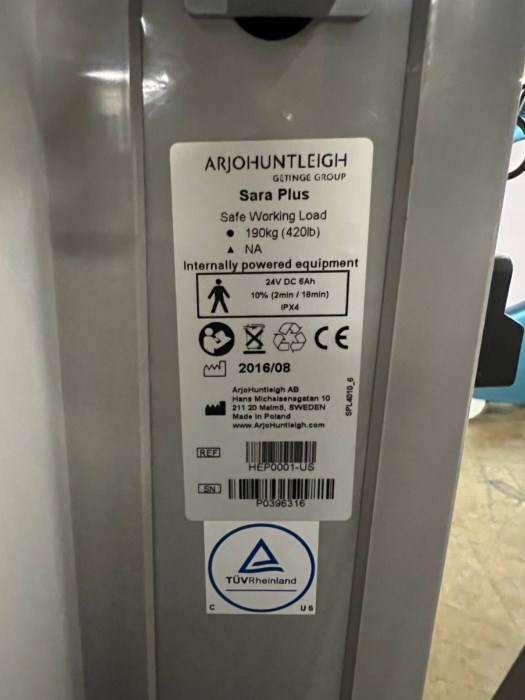 ARJOHUNTLEIGH
GETINGE GROUP
Sara Plus
Safe Working Load
● 190kg (420lb)
▲ NA
Internally powered equipment
24V DC 6Ah
10% (2min / 18min)
IPX4
CE
2016/08
ArjoHuntleigh AB
Hans Michelsensgatan 10
211 20 Malmö, SWEDEN
Made in Poland
www.ArjoHuntleigh.com
SPL4010_6
REF
HEP0001-US
SN
P0396316
TÜVRheinland
C US